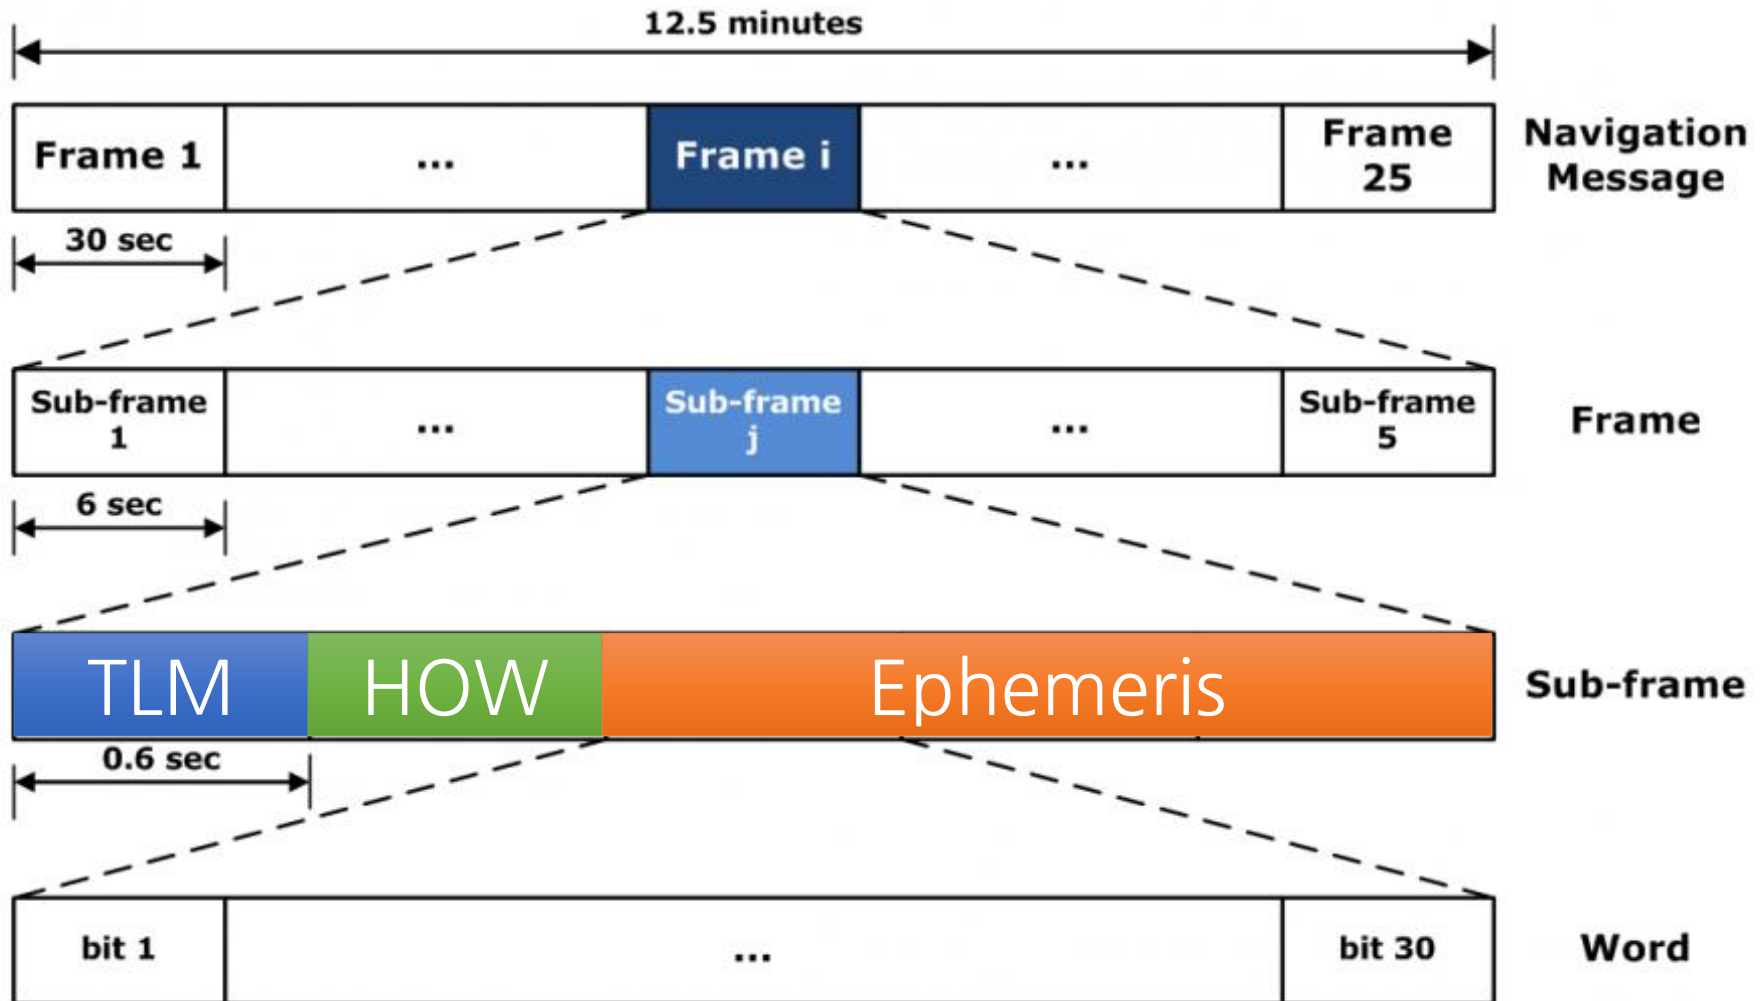 12.5 minutes
Frame 1
...
Frame i
...
Frame
25
Navigation
Message
30 sec
Sub-frame
1
...
Sub-frame
j
...
Sub-frame
5
Frame
6 sec
TLM
HOW
Ephemeris
Sub-frame
0.6 sec
bit 1
...
bit 30
Word